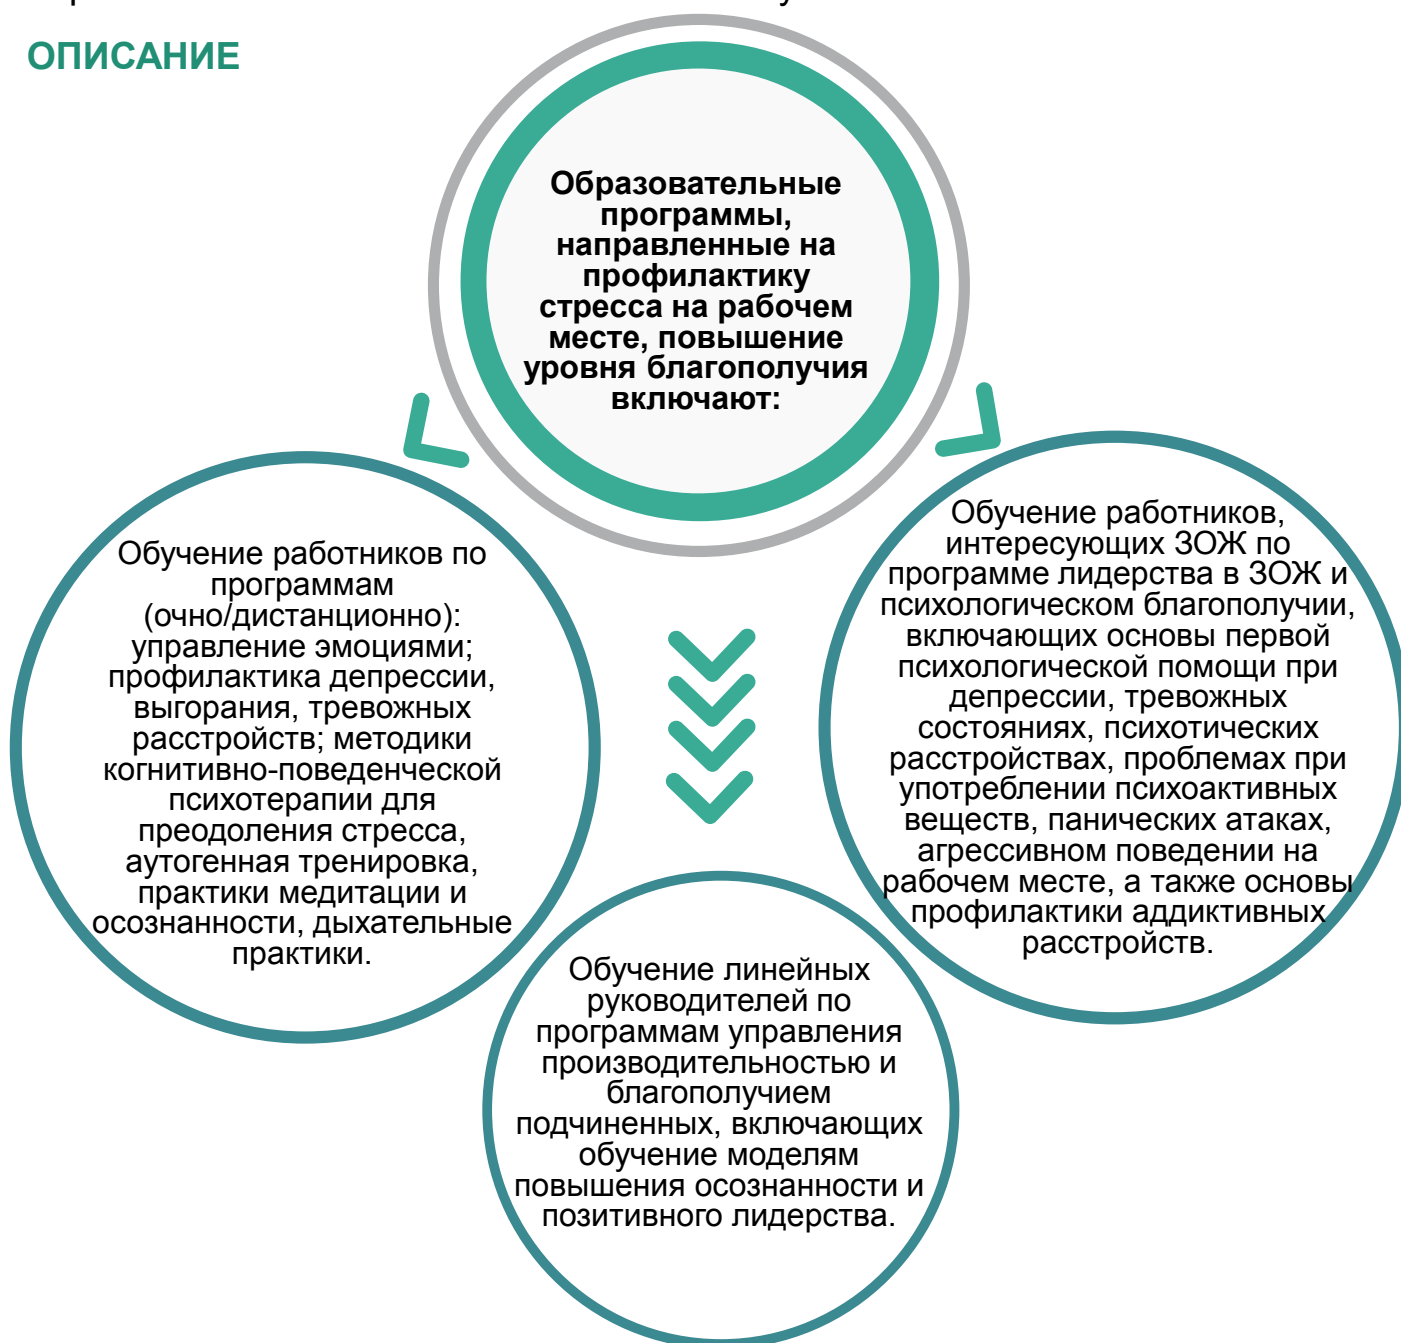 ОПИСАНИЕ
Образовательные
программы,
направленные на
профилактику
стресса на рабочем
месте, повышение
уровня благополучия
включают:
Обучение работников по
программам
(очно/дистанционно):
управление эмоциями;
профилактика депрессии,
выгорания, тревожных
расстройств; методики
когнитивно-поведенческой
психотерапии для
преодоления стресса,
аутогенная тренировка,
практики медитации и
осознанности, дыхательные
практики.
Обучение работников,
интересующих ЗОЖ по
программе лидерства в ЗОЖ и
психологическом благополучии,
включающих основы первой
психологической помощи при
депрессии, тревожных
состояниях, психотических
расстройствах, проблемах при
употреблении психоактивных
веществ, панических атаках,
агрессивном поведении на
рабочем месте, а также основы
профилактики аддиктивных
расстройств.
Обучение линейных
руководителей по
программам управления
производительностью и
благополучием
подчиненных, включающих
обучение моделям
повышения осознанности и
позитивного лидерства.